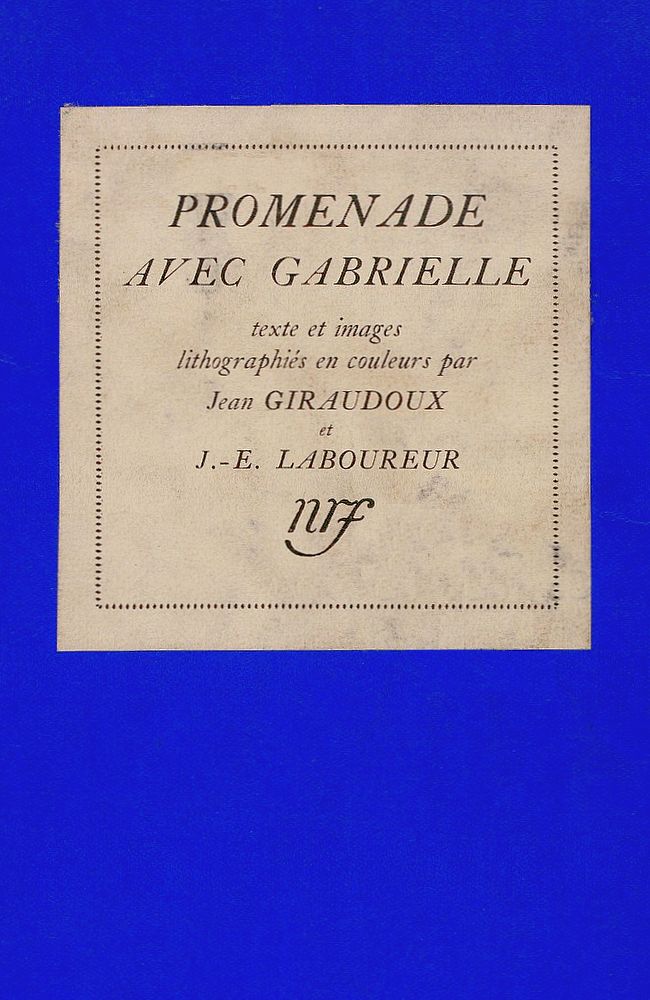 PROMENADE
AVEC GABRIELLE
texte et images
lithographiés en couleurs par
Jean GIRAUDOUX
et
J.-E. LABOUREUR
nrf